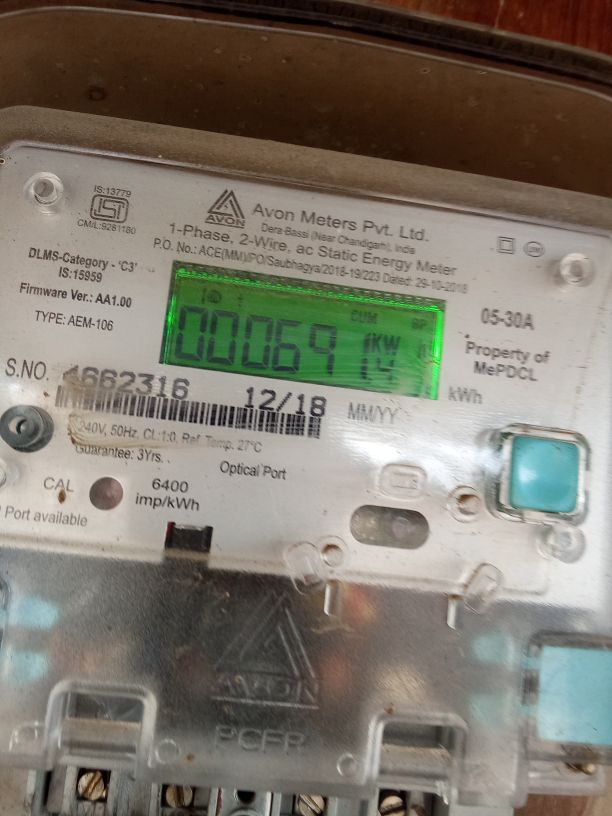 IS:13779
ISI
CM/L:9281180
AVON
Avon Meters Pvt. Ltd.
Dera-Bassi (Near Chandigarh), India
1-Phase, 2-Wire, ac Static Energy Meter
P.O. No.: ACE(MM)/PO/Saubhagya/2018-19/223 Dated: 29-10-2018
DLMS-Category - 'C3'
IS:15959
Firmware Ver.: AA1.00
TYPE: AEM-106
CUM
000069
KW
05-30A
Property of
MePDCL
kWh
S.NO. 4662316
12/18 MM/YY
240V, 50Hz, CL:1.0, Ref. Temp. 27°C
Guarantee: 3Yrs.
Optical Port
CAL
6400
imp/kWh
Port available
AVON